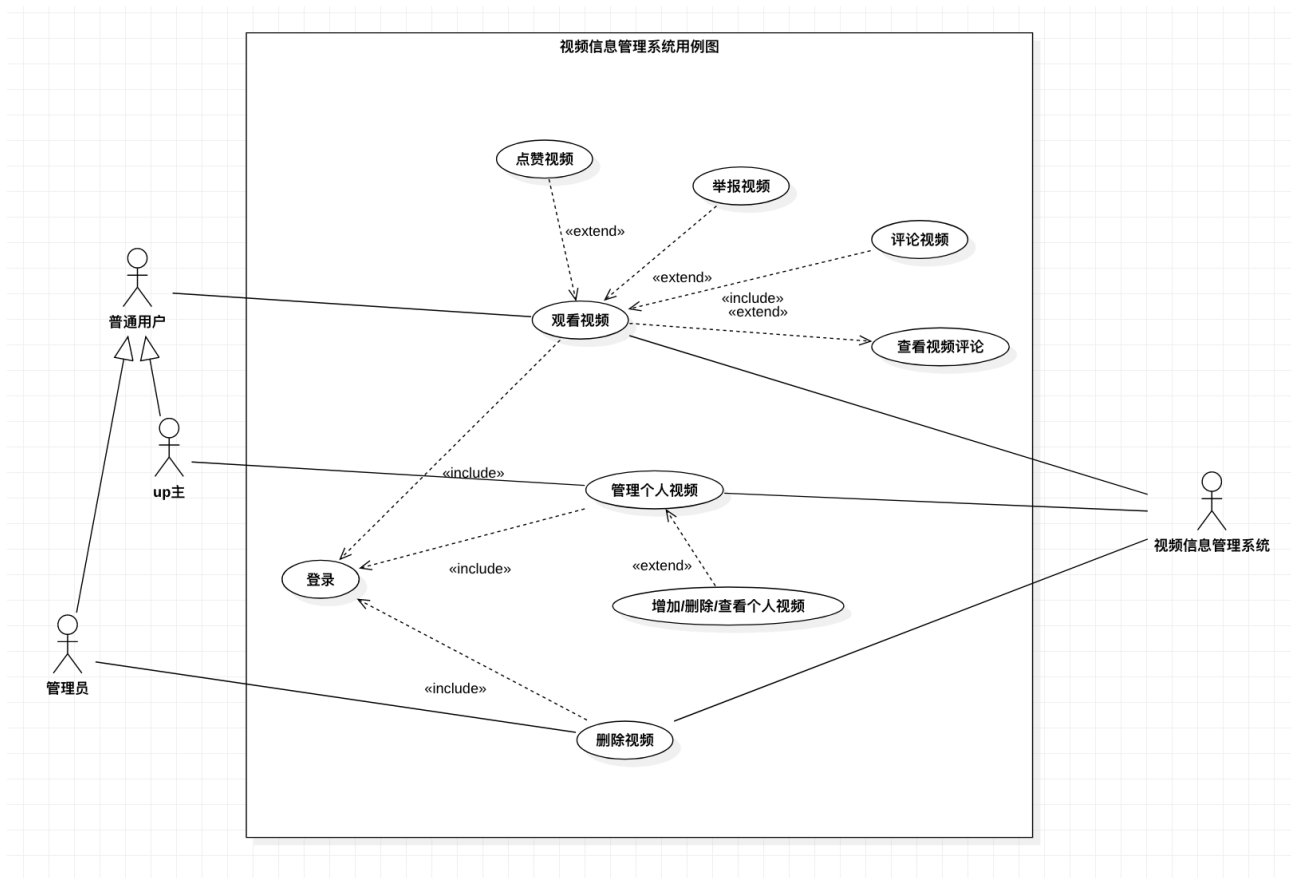 视频信息管理系统用例图
点赞视频
举报视频
«extend»
评论视频
«extend»
«include»
«extend»
普通用户
观看视频
查看视频评论
«include»
管理个人视频
up主
视频信息管理系统
«include»
«extend»
登录
增加/删除/查看个人视频
管理员
«include»
删除视频